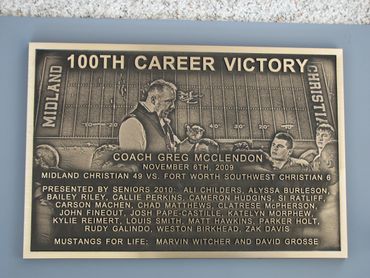 100TH CAREER VICTORY
MIDLAND
CHRISTI
COACH GREG MCCLENDON
NOVEMBER 6TH, 2009
MIDLAND CHRISTIAN 49 VS. FORT WORTH SOUTHWEST CHRISTIAN 6
PRESENTED BY SENIORS 2010: ALI CHILDERS, ALYSSA BURLESON,
BAILEY RILEY, CALLIE PERKINS, CAMERON HUDGINS, SI RATLIFF,
CARSON MACHEN, CHAD MATTHEWS, CLATRESE McPHERSON,
JOHN FINEOUT, JOSH PAPE-CASTILLE, KATELYN MORPHEW,
KYLIE REIMERT, LOUIS SMITH, MATT HAWKINS, PARKER HOLT,
RUDY GALINDO, WESTON BIRKHEAD, ZAK DAVIS
MUSTANGS FOR LIFE: MARVIN WITCHER AND DAVID GROSSE